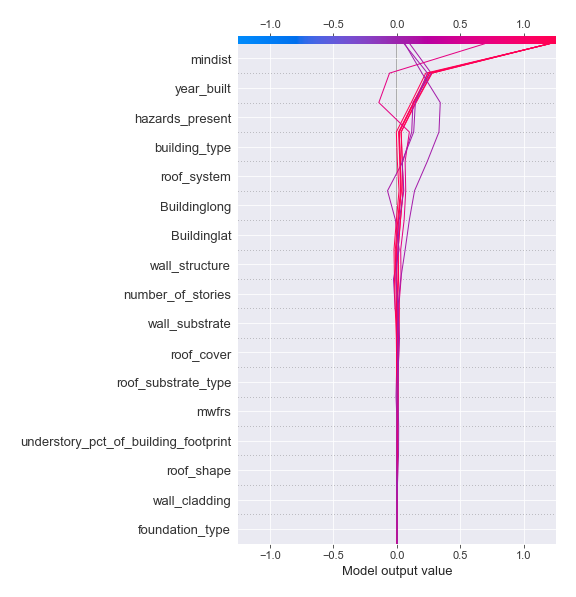 −1.0 −0.5 0.0 0.5 1.0
mindist
year_built
hazards_present
building_type
roof_system
Buildinglong
Buildinglat
wall_structure
number_of_stories
wall_substrate
roof_cover
roof_substrate_type
mwfrs
understory_pct_of_building_footprint
roof_shape
wall_cladding
foundation_type
−1.0 −0.5 0.0 0.5 1.0
Model output value